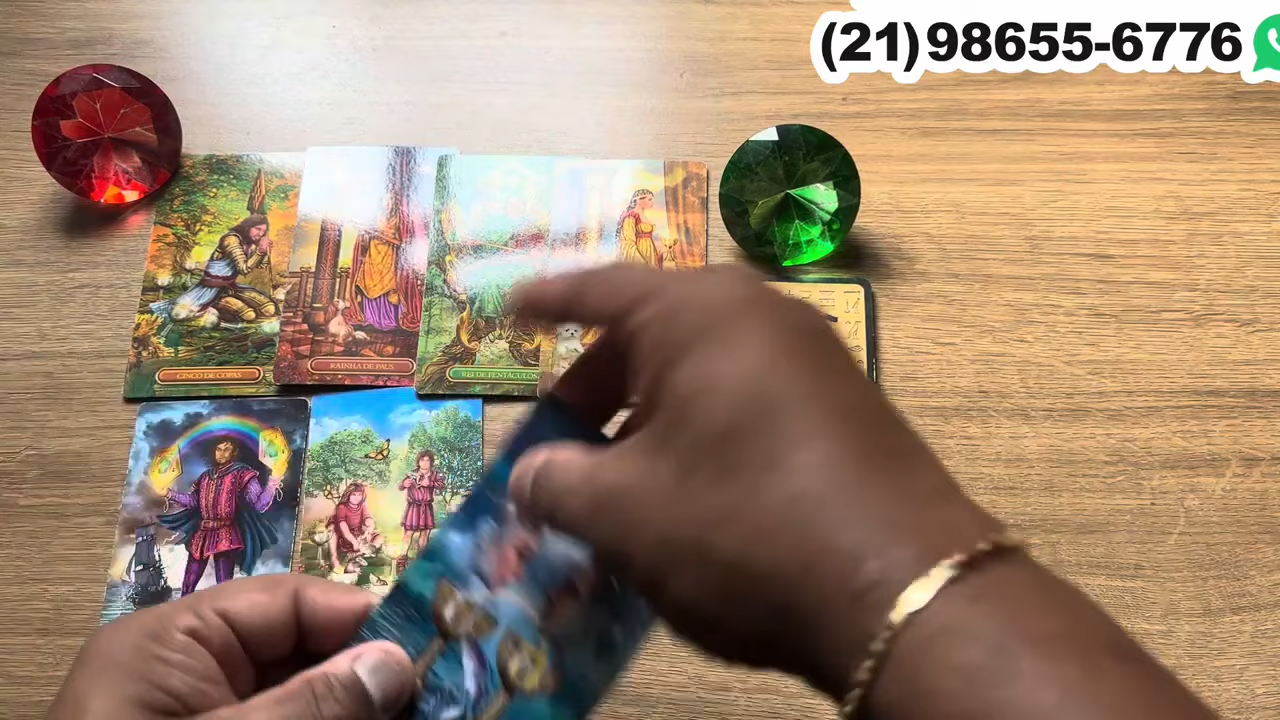 (21)98655-6776
CINCO DE COPAS
RAINHA DE PAUS
REI DE PENTÁCULOS